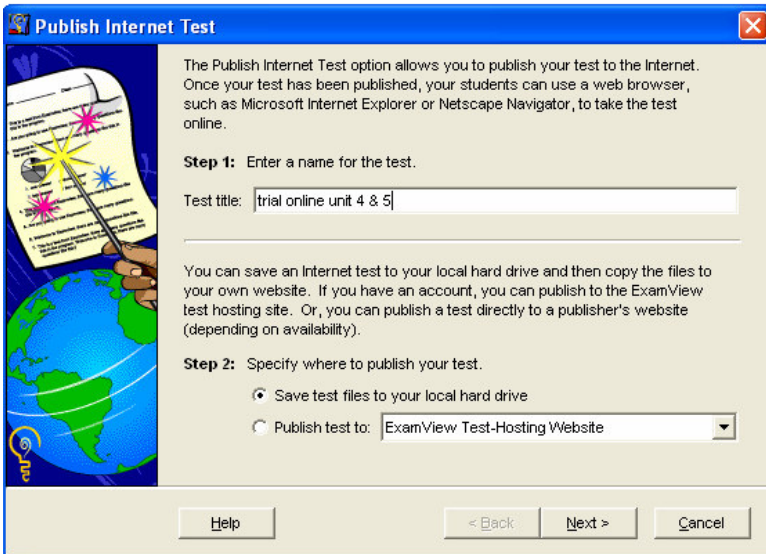 Publish Internet Test
The Publish Internet Test option allows you to publish your test to the Internet.
Once your test has been published, your students can use a web browser,
such as Microsoft Internet Explorer or Netscape Navigator, to take the test
online.
Step 1: Enter a name for the test.
Test title: trial online unit 4 & 5
You can save an Internet test to your local hard drive and then copy the files to
your own website. If you have an account, you can publish to the ExamView
test hosting site. Or, you can publish a test directly to a publisher's website
(depending on availability).
Step 2: Specify where to publish your test.
Save test files to your local hard drive
Publish test to: ExamView Test-Hosting Website
Help < Back Next > Cancel